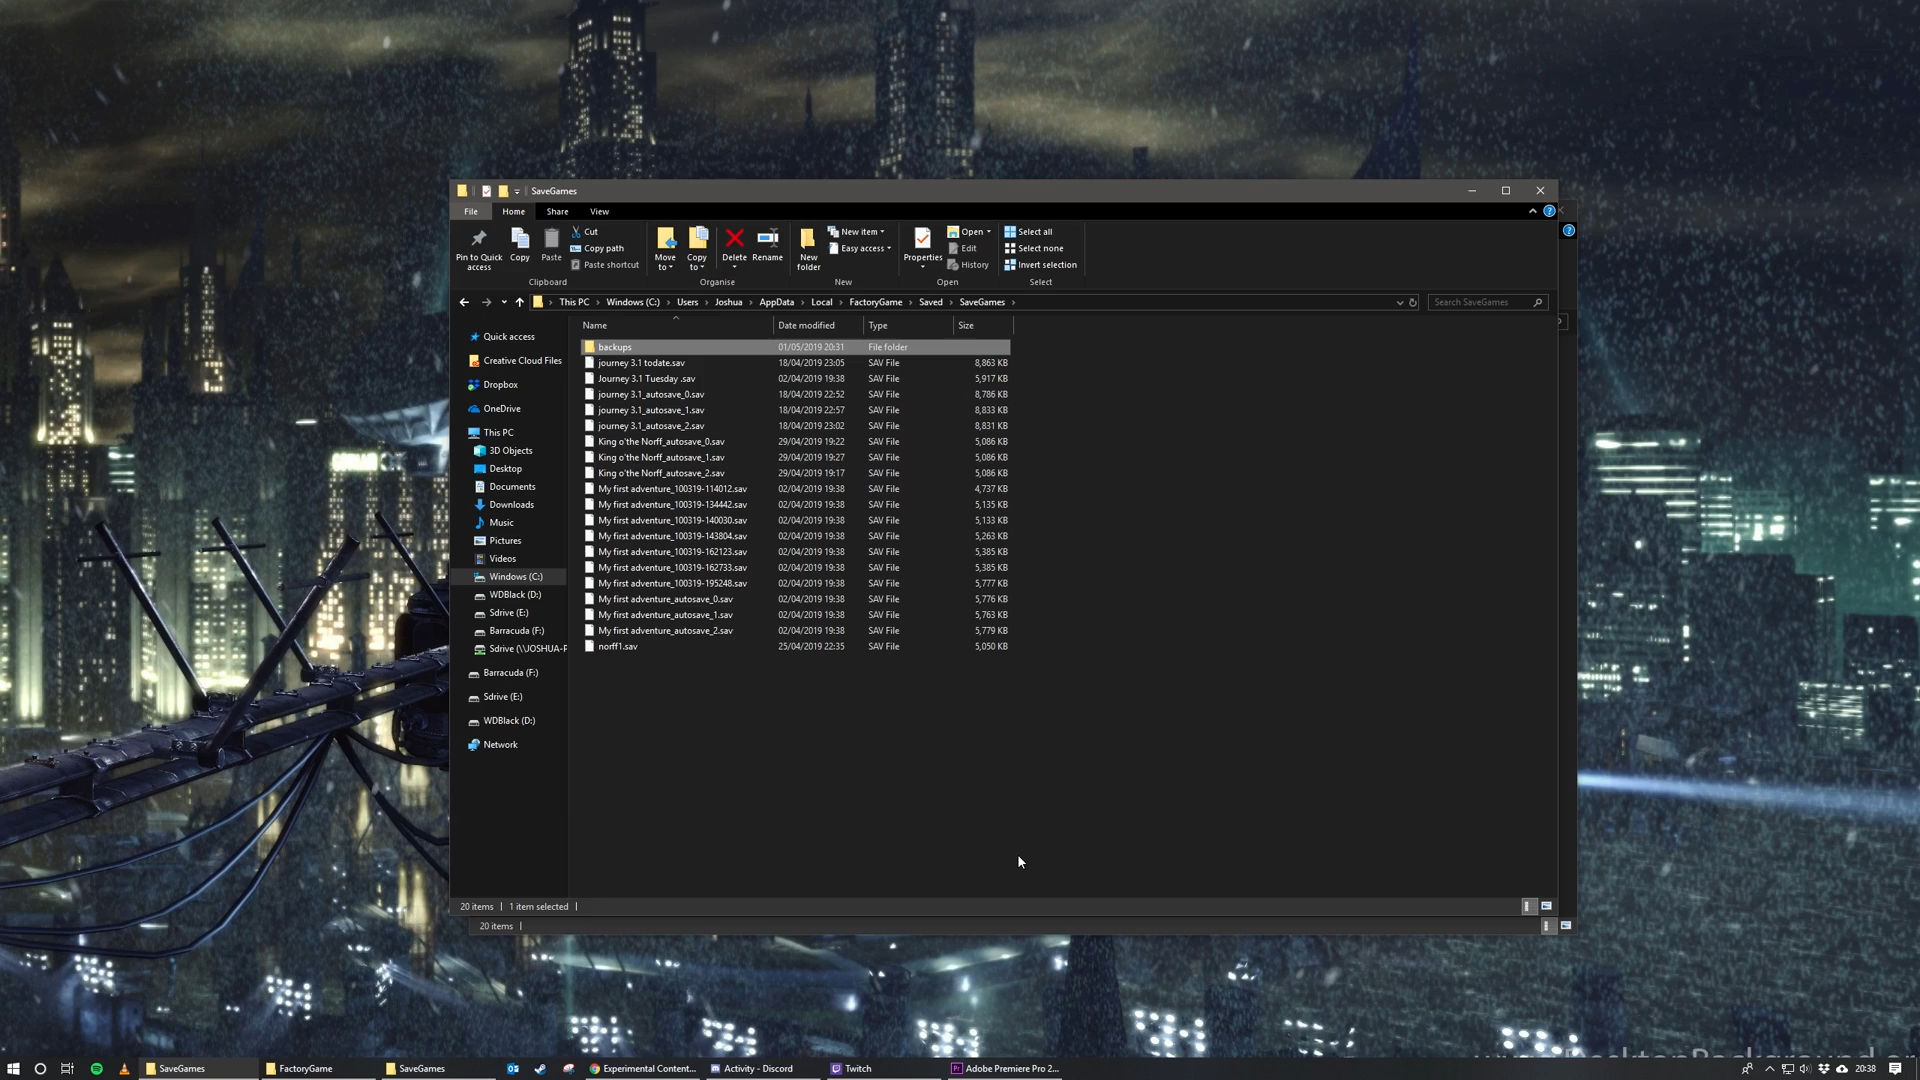 SaveGames
File Home Share View
Pin to Quick access
Copy
Paste
Cut
Copy path
Paste shortcut
Clipboard
Move to
Copy to
Delete
Rename
Organise
New folder
New item
Easy access
New
Properties
Open
Edit
History
Open
Select all
Select none
Invert selection
Select
This PC > Windows (C:) > Users > Joshua > AppData > Local > FactoryGame > Saved > SaveGames >
Search SaveGames
Quick access
Creative Cloud Files
Dropbox
OneDrive
This PC
3D Objects
Desktop
Documents
Downloads
Music
Pictures
Videos
Windows (C:)
WDBlack (D:)
Sdrive (E:)
Barracuda (F:)
Sdrive (\\JOSHUA-P
Barracuda (F:)
Sdrive (E:)
WDBlack (D:)
Network
Name Date modified Type Size
backups 01/05/2019 20:31 File folder
journey 3.1 todate.sav 18/04/2019 23:05 SAV File 8,863 KB
Journey 3.1 Tuesday .sav 02/04/2019 19:38 SAV File 5,917 KB
journey 3.1_autosave_0.sav 18/04/2019 22:52 SAV File 8,786 KB
journey 3.1_autosave_1.sav 18/04/2019 22:57 SAV File 8,833 KB
journey 3.1_autosave_2.sav 18/04/2019 23:02 SAV File 8,831 KB
King o'the Norff_autosave_0.sav 29/04/2019 19:22 SAV File 5,086 KB
King o'the Norff_autosave_1.sav 29/04/2019 19:27 SAV File 5,086 KB
King o'the Norff_autosave_2.sav 29/04/2019 19:17 SAV File 5,086 KB
My first adventure_100319-114012.sav 02/04/2019 19:38 SAV File 4,737 KB
My first adventure_100319-134442.sav 02/04/2019 19:38 SAV File 5,135 KB
My first adventure_100319-140030.sav 02/04/2019 19:38 SAV File 5,133 KB
My first adventure_100319-143804.sav 02/04/2019 19:38 SAV File 5,263 KB
My first adventure_100319-162123.sav 02/04/2019 19:38 SAV File 5,385 KB
My first adventure_100319-162733.sav 02/04/2019 19:38 SAV File 5,385 KB
My first adventure_100319-195248.sav 02/04/2019 19:38 SAV File 5,777 KB
My first adventure_autosave_0.sav 02/04/2019 19:38 SAV File 5,776 KB
My first adventure_autosave_1.sav 02/04/2019 19:38 SAV File 5,763 KB
My first adventure_autosave_2.sav 02/04/2019 19:38 SAV File 5,779 KB
norff1.sav 25/04/2019 22:35 SAV File 5,050 KB
20 items | 1 item selected |
20 items |
SaveGames
FactoryGame
SaveGames
Experimental Content...
Activity - Discord
Twitch
Adobe Premiere Pro 2...
20:38